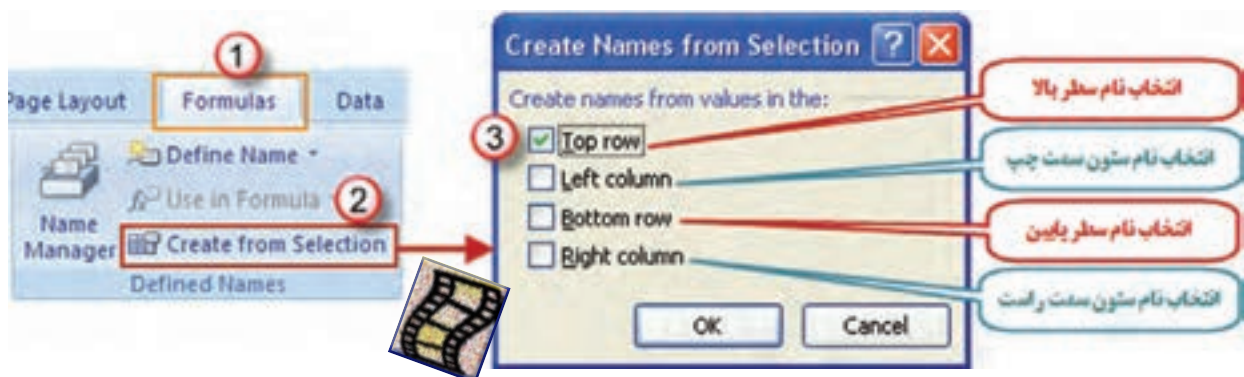 1
Page Layout Formulas Data
Define Name
Use in Formula 2
Name Manager
Create from Selection
Defined Names
Create Names from Selection ?
Create names from values in the:
3 Top row
Left column
Bottom row
Right column
OK Cancel
انتخاب نام سطر بالا
انتخاب نام ستون سمت چپ
انتخاب نام سطر پایین
انتخاب نام ستون سمت راست